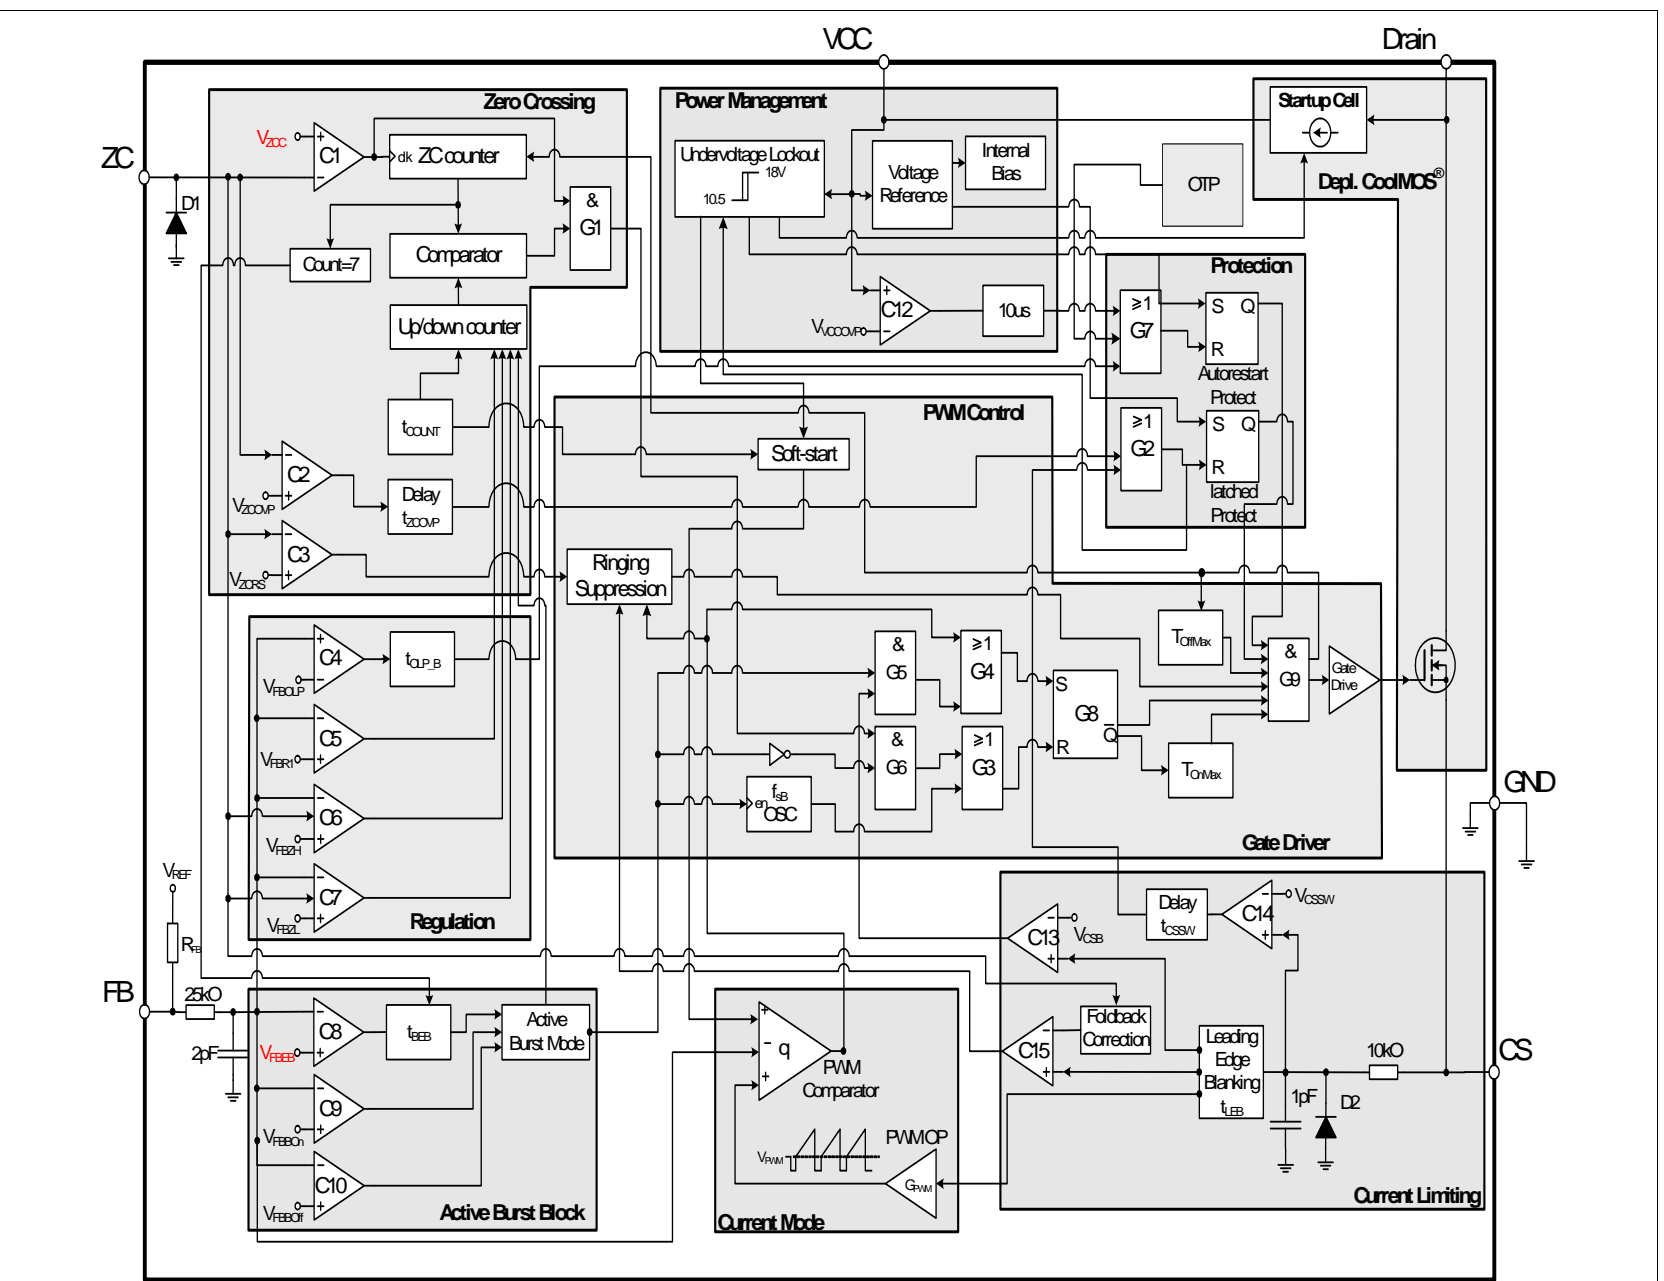 VCC
Drain
ZC
Zero Crossing
VZCC
C1
clk ZC counter
D1
&
G1
Count=7
Comparator
Up/down counter
tCOUNT
C2
VZCOVP
Delay
tZCOVP
C3
VZCRS
Power Management
Undervoltage Lockout
18V
10.5
Voltage
Reference
Internal
Bias
C12
VVCCOVP
10us
OTP
Startup Cell
Depl. CoolMOS®
Protection
≥1
G7
S Q
R
Autorestart
Protect
≥1
G2
S Q
R
latched
Protect
PWM Control
Soft-start
Ringing
Suppression
&
G5
≥1
G4
&
G6
≥1
G3
S
R
G8
Q
fsB
en OSC
TOffMax
TOnMax
&
G9
Gate
Drive
Gate Driver
GND
C4
VFBOLP
tOLP_B
C5
VFBR1
C6
VFBZH
C7
VFBZL
Regulation
VREF
RFB
FB
25kO
2pF
C8
VFBEB
tBEB
Active
Burst Mode
C9
VFBBOn
C10
VFBBOff
Active Burst Block
q
PWM
Comparator
PWM OP
VPWM
GPWM
Current Mode
C13
VCSB
Delay
tCSSW
C14
VCSSW
C15
Foldback
Correction
Leading
Edge
Blanking
tLEB
10kO
1pF
D2
CS
Current Limiting